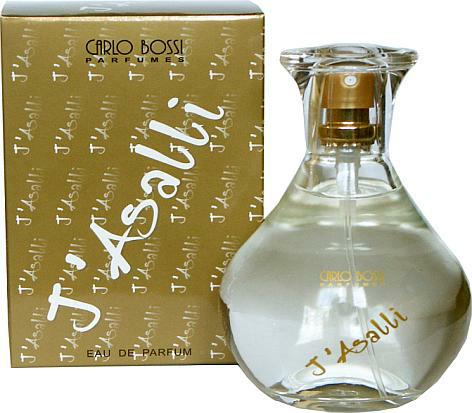 CARLO BOSSI
PARFUMES
J'Asalli
EAU DE PARFUM
CARLO BOSSI
PARFUMES
J'Asalli